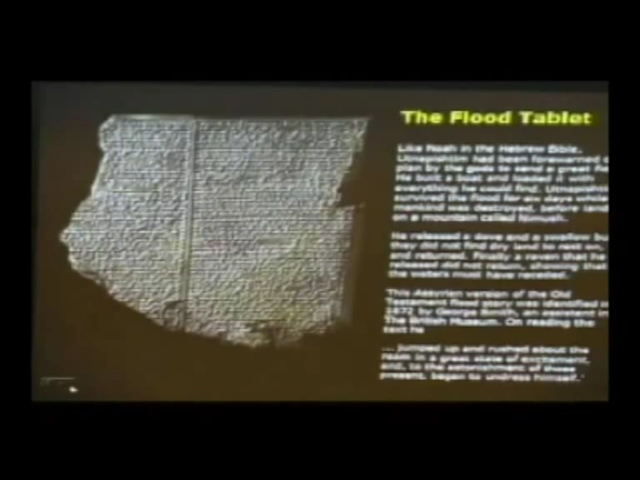 The Flood Tablet
Like Noah in the Hebrew Bible,
Utnapishtim had been forewarned
plan by the gods to send a great
He built a boat and loaded it with
everything he could find. Utnapishtim
survived the flood for six days while
mankind was destroyed, before landing
on a mountain called Nimush.
He released a dove and a swallow but
they did not find dry land to rest on,
and returned. Finally a raven that he
released did not return, showing that
the waters must have receded.
This Assyrian version of the Old
Testament flood story was identified in
1872 by George Smith, an assistant in
The British Museum. On reading the
text he
... jumped up and rushed about the
room in a great state of excitement,
and, to the astonishment of those
present, began to undress himself.'